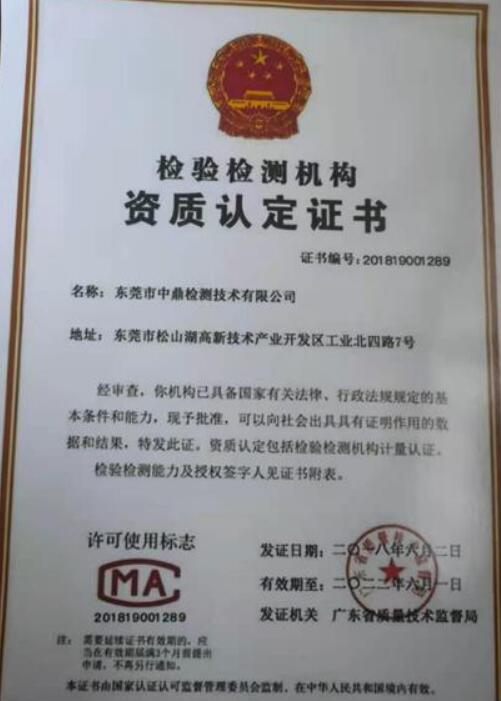 检验检测机构
资质认定证书
证书编号：201819001289
名称：东莞市中鼎检测技术有限公司
地址：东莞市松山湖高新技术产业开发区工业北四路7号
经审查，你机构已具备国家有关法律、行政法规规定的基
本条件和能力，现予批准，可以向社会出具具有证明作用的数
据和结果，特发此证。资质认定包括检验检测机构计量认证。
检验检测能力及授权签字人见证书附表。
许可使用标志
MA
201819001289
发证日期：二〇一八年六月二日
有效期至：二〇二二年六月一日
发证机关 广东省质量技术监督局
注：需要延续证书有效期的，应
当在有效期届满3个月前提出
申请，不再另行通知。
本证书由国家认证认可监督管理委员会监制，在中华人民共和国境内有效。